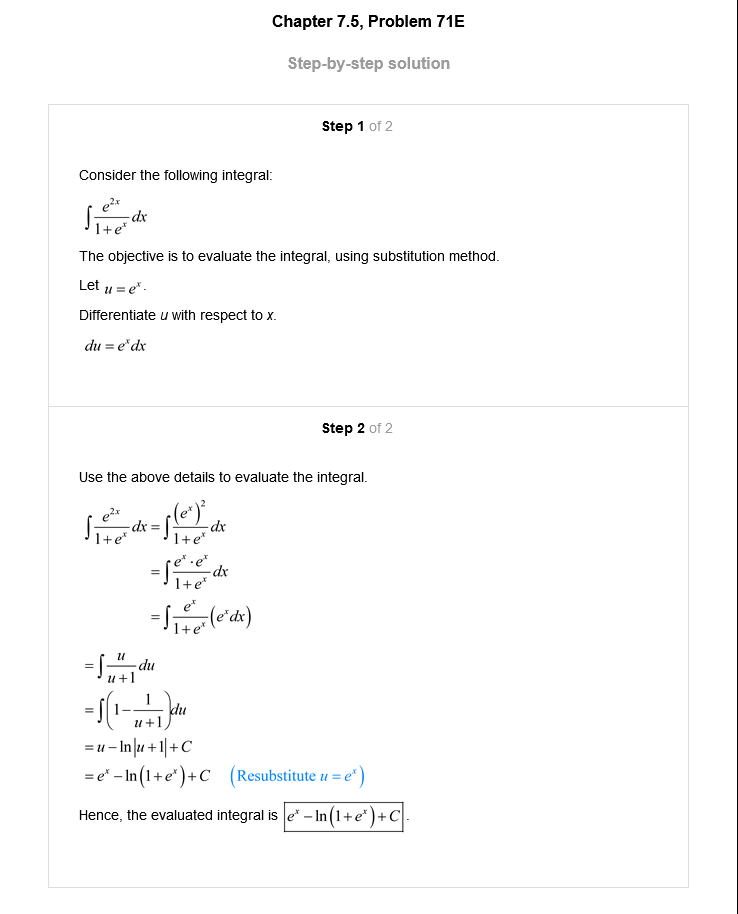 Chapter 7.5, Problem 71E
Step-by-step solution
Step 1 of 2
Consider the following integral:
$\int \frac{e^{2x}}{1+e^x} dx$
The objective is to evaluate the integral, using substitution method.
Let $u = e^x$.
Differentiate u with respect to x.
$du = e^x dx$
Step 2 of 2
Use the above details to evaluate the integral.
$\int \frac{e^{2x}}{1+e^x} dx = \int \frac{(e^x)^2}{1+e^x} dx$
$= \int \frac{e^x \cdot e^x}{1+e^x} dx$
$= \int \frac{e^x}{1+e^x} (e^x dx)$
$= \int \frac{u}{u+1} du$
$= \int \left(1 - \frac{1}{u+1}\right) du$
$= u - \ln|u+1| + C$
$= e^x - \ln(1+e^x) + C$ (Resubstitute $u = e^x$)
Hence, the evaluated integral is $\boxed{e^x - \ln(1+e^x) + C}$.